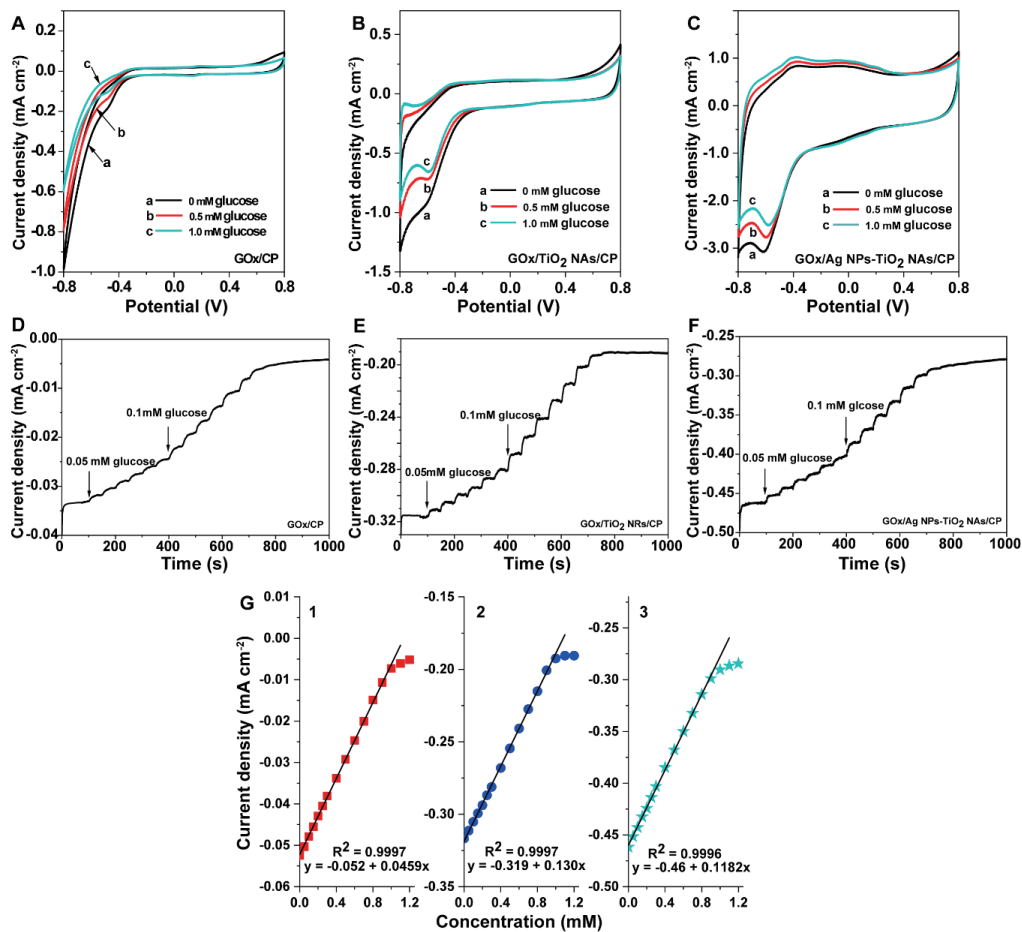 A
B
C
Current density (mA cm⁻²)
0.2
0.0
-0.2
-0.4
-0.6
-0.8
-1.0
c
b
a
a 0 mM glucose
b 0.5 mM glucose
c 1.0 mM glucose
GOx/CP
-0.8 -0.4 0.0 0.4 0.8
Potential (V)
Current density (mA cm⁻²)
0.5
0.0
-0.5
-1.0
-1.5
c
b
a
a 0 mM glucose
b 0.5 mM glucose
c 1.0 mM glucose
GOx/TiO₂ NAs/CP
-0.8 -0.4 0.0 0.4 0.8
Potential (V)
Current density (mA cm⁻²)
1.0
0.0
-1.0
-2.0
-3.0
c
b
a
a 0 mM glucose
b 0.5 mM glucose
c 1.0 mM glucose
GOx/Ag NPs-TiO₂ NAs/CP
-0.8 -0.4 0.0 0.4 0.8
Potential (V)
D
E
F
Current density (mA cm⁻²)
0.00
-0.01
-0.02
-0.03
-0.04
0.1mM glucose
0.05 mM glucose
GOx/CP
0 200 400 600 800 1000
Time (s)
Current density (mA cm⁻²)
-0.20
-0.24
-0.28
-0.32
0.1mM glucose
0.05mM glucose
GOx/TiO₂ NRs/CP
0 200 400 600 800 1000
Time (s)
Current density (mA cm⁻²)
-0.25
-0.30
-0.35
-0.40
-0.45
-0.50
0.1 mM glcose
0.05 mM glucose
GOx/Ag NPs-TiO₂ NAs/CP
0 200 400 600 800 1000
Time (s)
G
Current density (mA cm⁻²)
0.01
0.00
-0.01
-0.02
-0.03
-0.04
-0.05
-0.06
1
R² = 0.9997
y = -0.052 + 0.0459x
0.0 0.4 0.8 1.2
-0.15
-0.20
-0.25
-0.30
-0.35
2
R² = 0.9997
y = -0.319 + 0.130x
0.0 0.4 0.8 1.2
-0.25
-0.30
-0.35
-0.40
-0.45
-0.50
3
R² = 0.9996
y = -0.46 + 0.1182x
0.0 0.4 0.8 1.2
Concentration (mM)